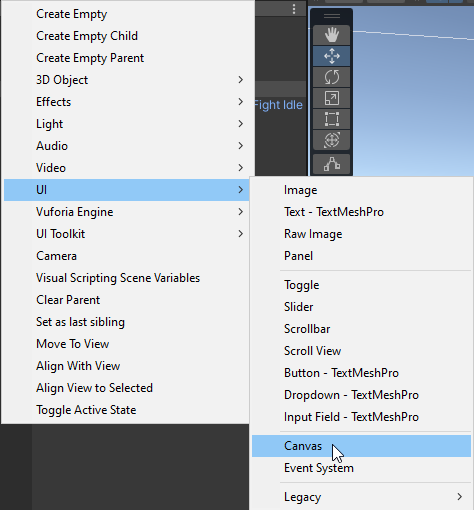 Create Empty
Create Empty Child
Create Empty Parent
3D Object
Effects
Light
Audio
Video
UI
Vuforia Engine
UI Toolkit
Camera
Visual Scripting Scene Variables
Clear Parent
Set as last sibling
Move To View
Align With View
Align View to Selected
Toggle Active State
Fight Idle
Image
Text - TextMeshPro
Raw Image
Panel
Toggle
Slider
Scrollbar
Scroll View
Button - TextMeshPro
Dropdown - TextMeshPro
Input Field - TextMeshPro
Canvas
Event System
Legacy